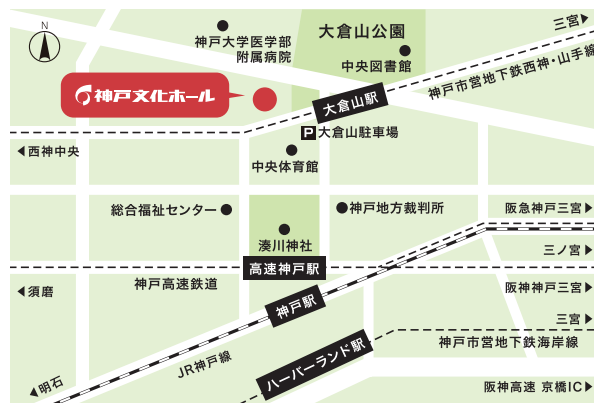 N
神戸大学医学部
附属病院
大倉山公園
中央図書館
三宮
神戸市営地下鉄西神・山手線
神戸文化ホール
大倉山駅
P 大倉山駐車場
西神中央
中央体育館
総合福祉センター
神戸地方裁判所
阪急神戸三宮
湊川神社
三ノ宮
高速神戸駅
須磨
神戸高速鉄道
阪神神戸三宮
神戸駅
三宮
神戸市営地下鉄海岸線
ハーバーランド駅
JR神戸線
明石
阪神高速 京橋IC